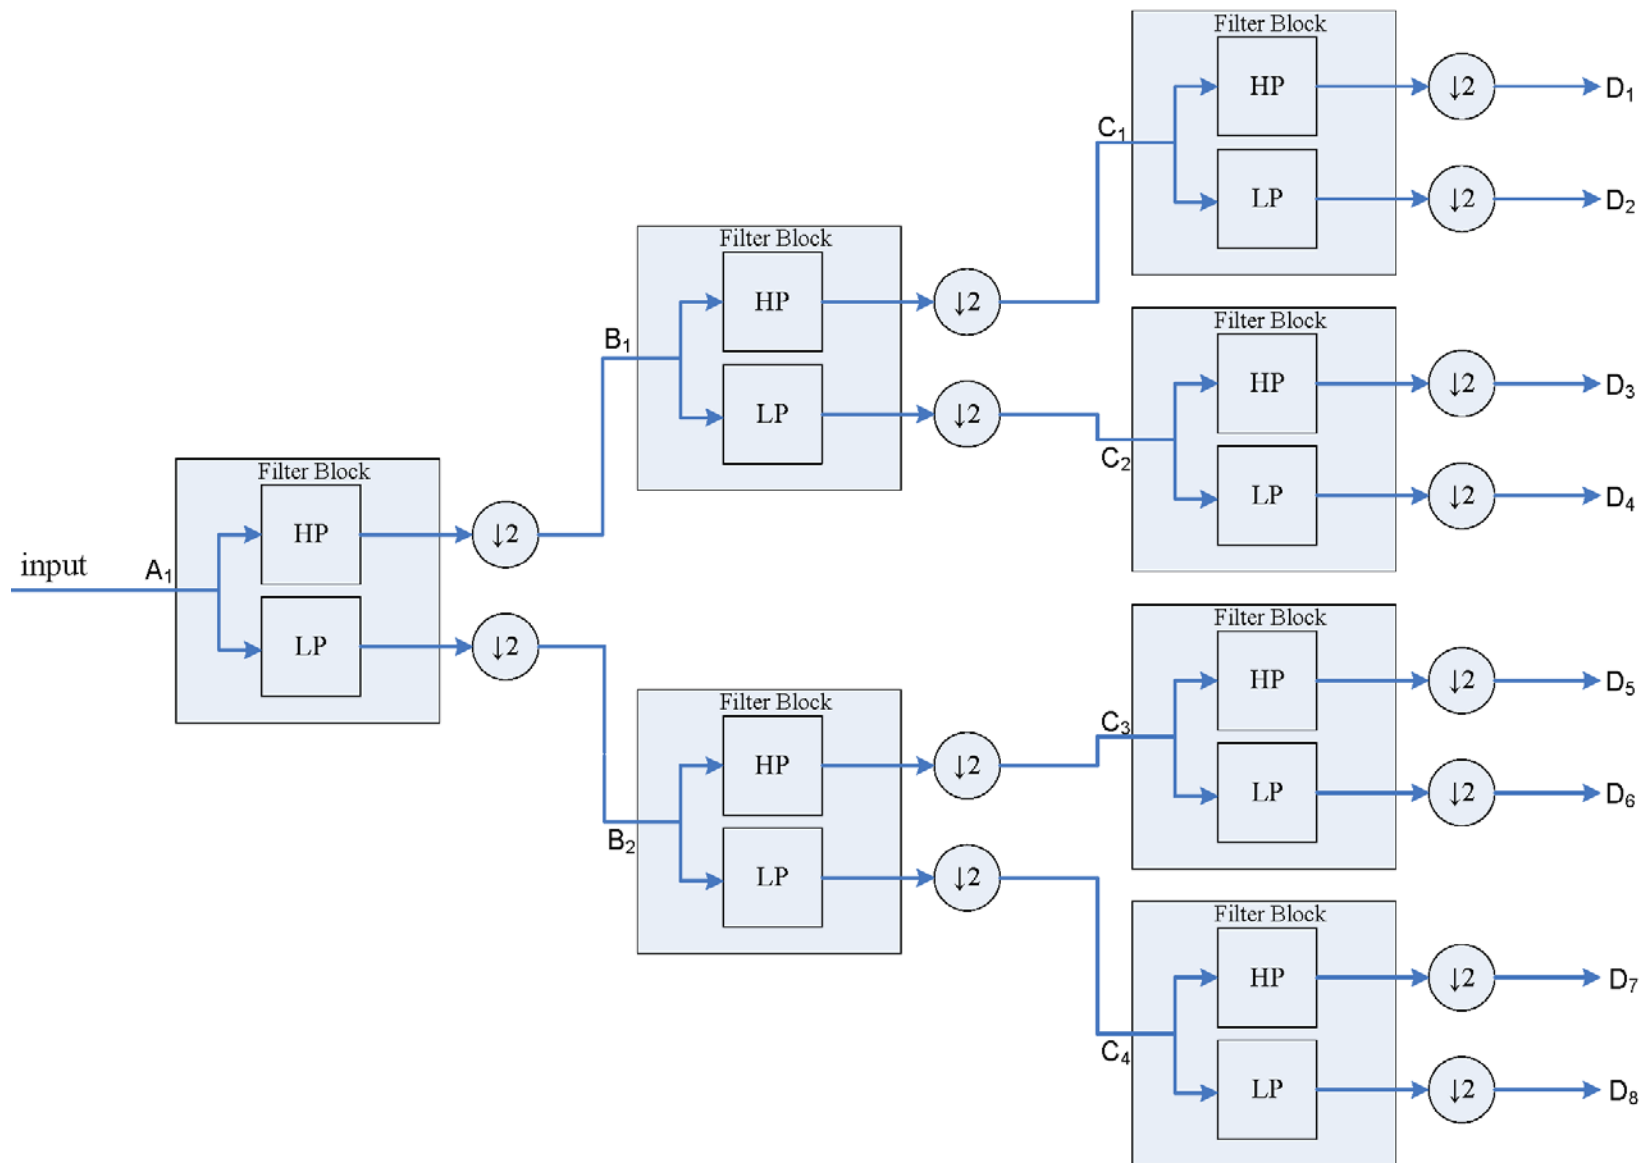 Filter Block
HP
↓2
D₁
C₁
LP
↓2
D₂
Filter Block
HP
↓2
B₁
LP
↓2
Filter Block
HP
↓2
D₃
C₂
LP
↓2
D₄
Filter Block
HP
↓2
input
A₁
LP
↓2
Filter Block
HP
↓2
D₅
C₃
LP
↓2
D₆
Filter Block
HP
↓2
B₂
LP
↓2
Filter Block
HP
↓2
D₇
C₄
LP
↓2
D₈